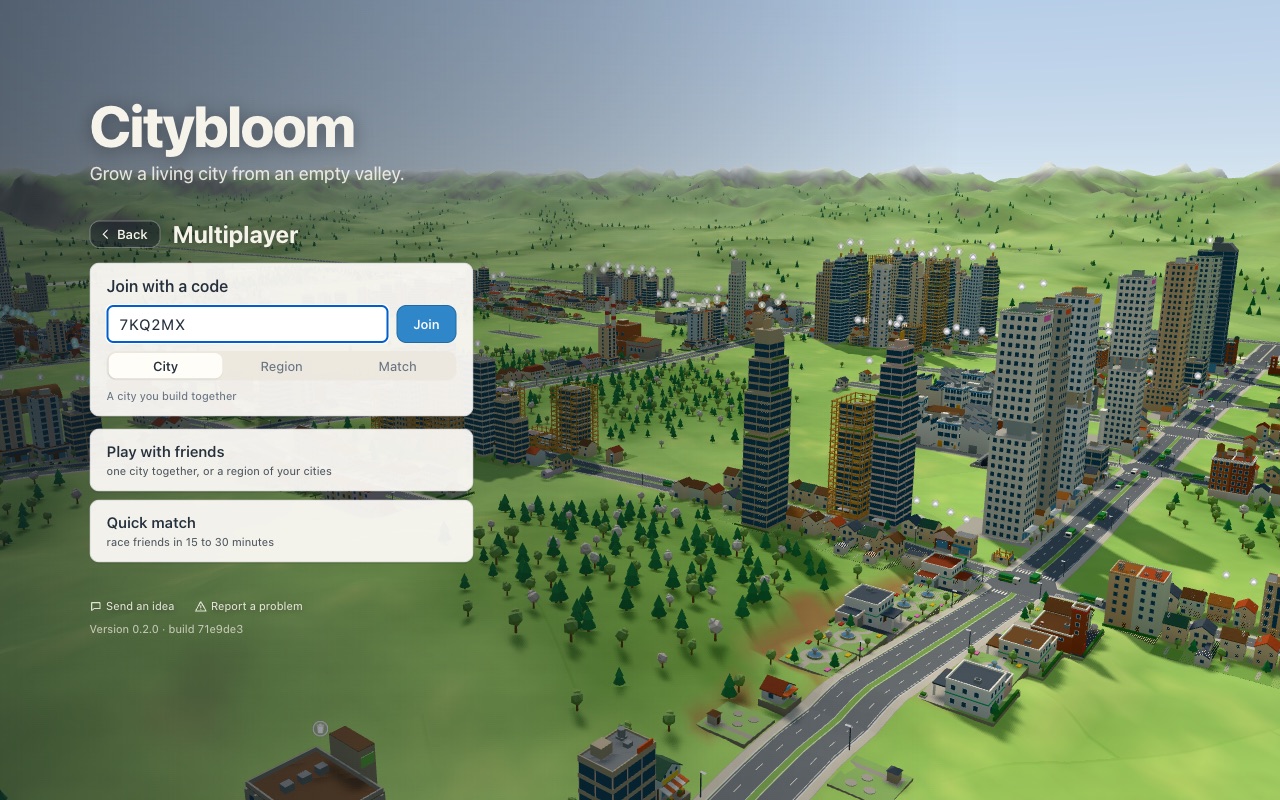 Citybloom
Grow a living city from an empty valley.
Back
Multiplayer
Join with a code
7KQ2MX
Join
City
Region
Match
A city you build together
Play with friends
one city together, or a region of your cities
Quick match
race friends in 15 to 30 minutes
Send an idea
Report a problem
Version 0.2.0 · build 71e9de3